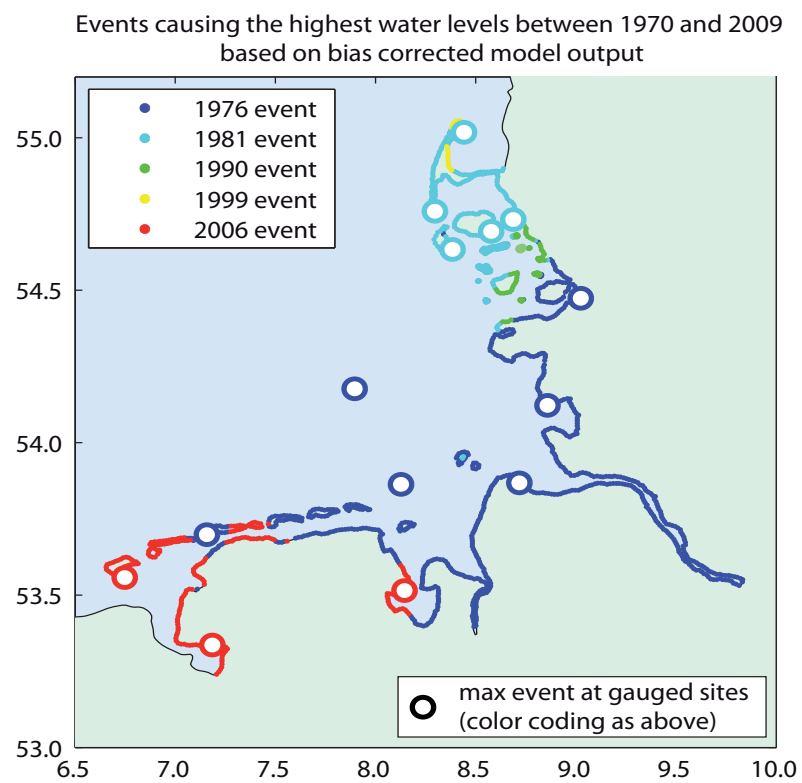 Events causing the highest water levels between 1970 and 2009
based on bias corrected model output
1976 event
1981 event
1990 event
1999 event
2006 event
55.0
54.5
54.0
53.5
53.0
max event at gauged sites
(color coding as above)
6.5 7.0 7.5 8.0 8.5 9.0 9.5 10.0